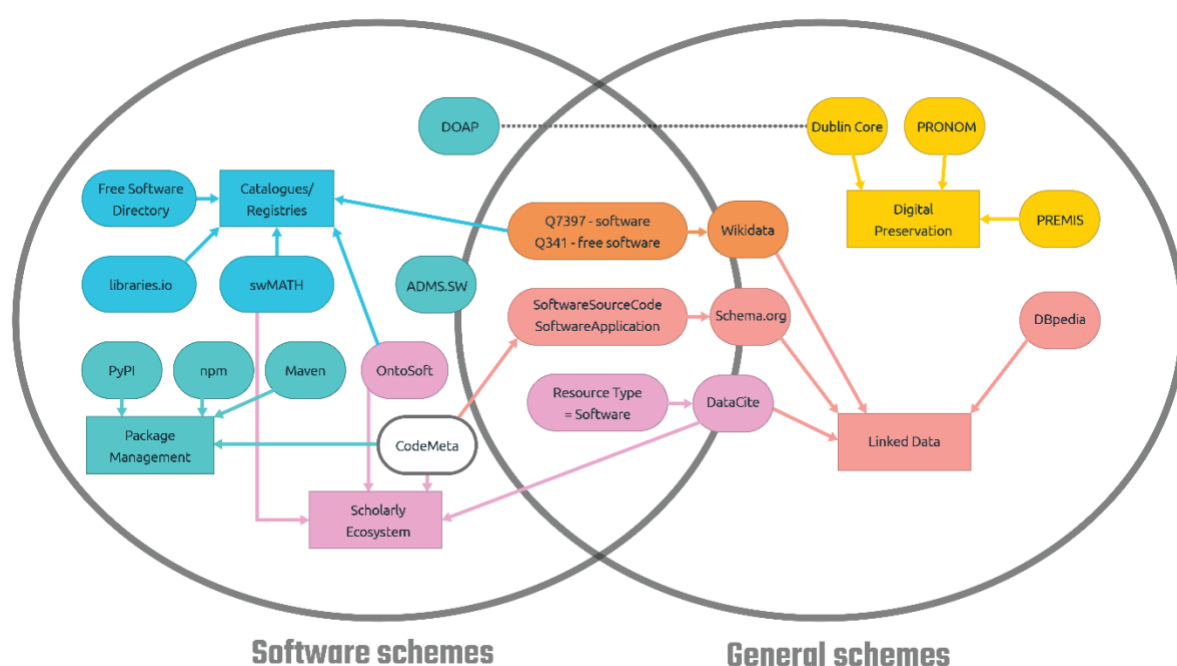 DOAP
Dublin Core
PRONOM
Free Software
Directory
Catalogues/
Registries
Q7397 - software
Q341 - free software
Wikidata
Digital
Preservation
PREMIS
libraries.io
swMATH
ADMS.SW
SoftwareSourceCode
SoftwareApplication
Schema.org
DBpedia
PyPI
npm
Maven
OntoSoft
Resource Type
= Software
DataCite
Package
Management
CodeMeta
Linked Data
Scholarly
Ecosystem
Software schemes
General schemes